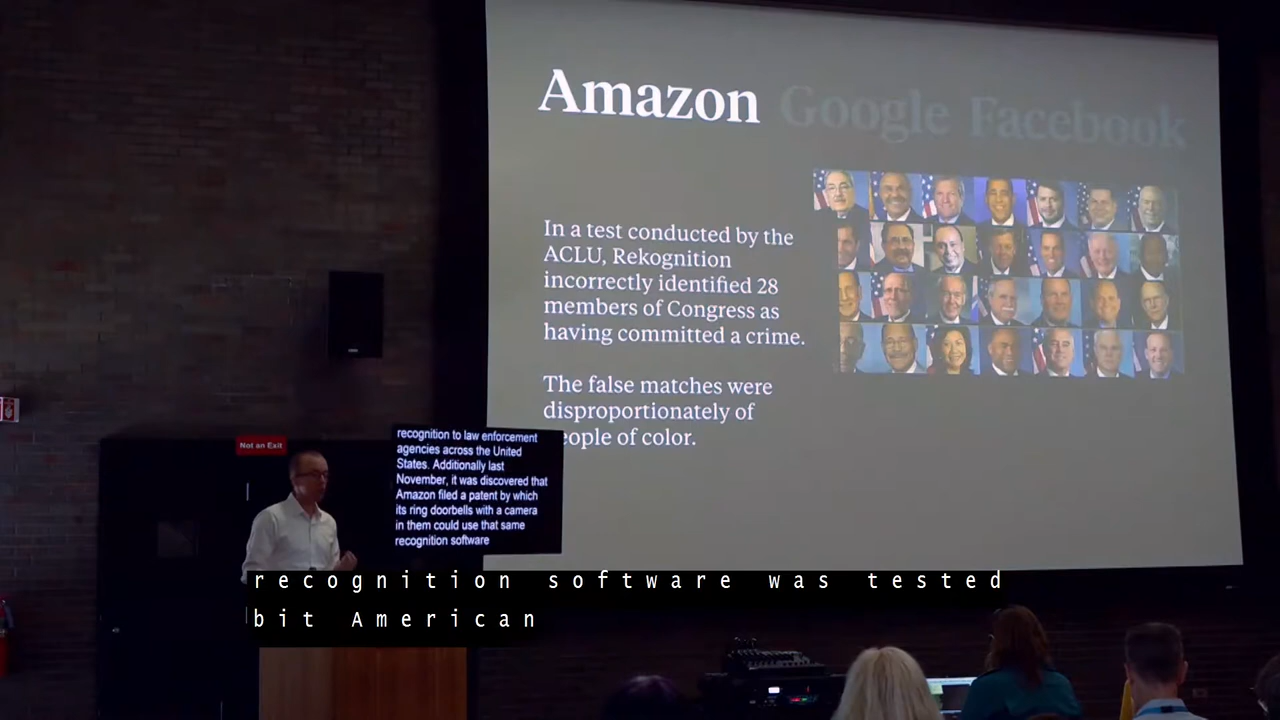 Amazon Google Facebook
In a test conducted by the
ACLU, Rekognition
incorrectly identified 28
members of Congress as
having committed a crime.
The false matches were
disproportionately of
people of color.
Not an Exit
recognition to law enforcement
agencies across the United
States. Additionally last
November, it was discovered that
Amazon filed a patent by which
its ring doorbells with a camera
in them could use that same
recognition software
recognition software was tested
bit American